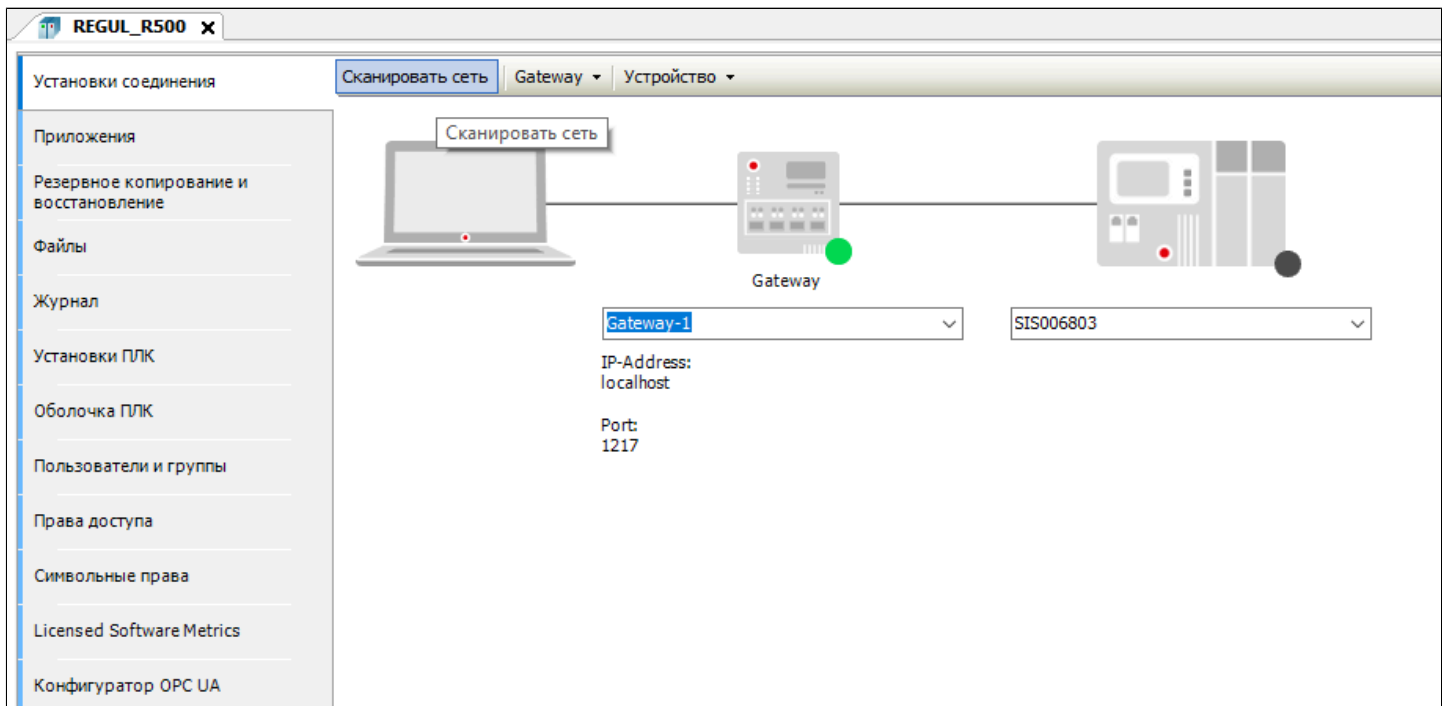 REGUL_R500
Установки соединения
Сканировать сеть Gateway Устройство
Сканировать сеть
Приложения
Резервное копирование и
восстановление
Файлы
Журнал
Установки ПЛК
Оболочка ПЛК
Пользователи и группы
Права доступа
Символьные права
Licensed Software Metrics
Конфигуратор OPC UA
Gateway
Gateway-1
SIS006803
IP-Address:
localhost
Port:
1217